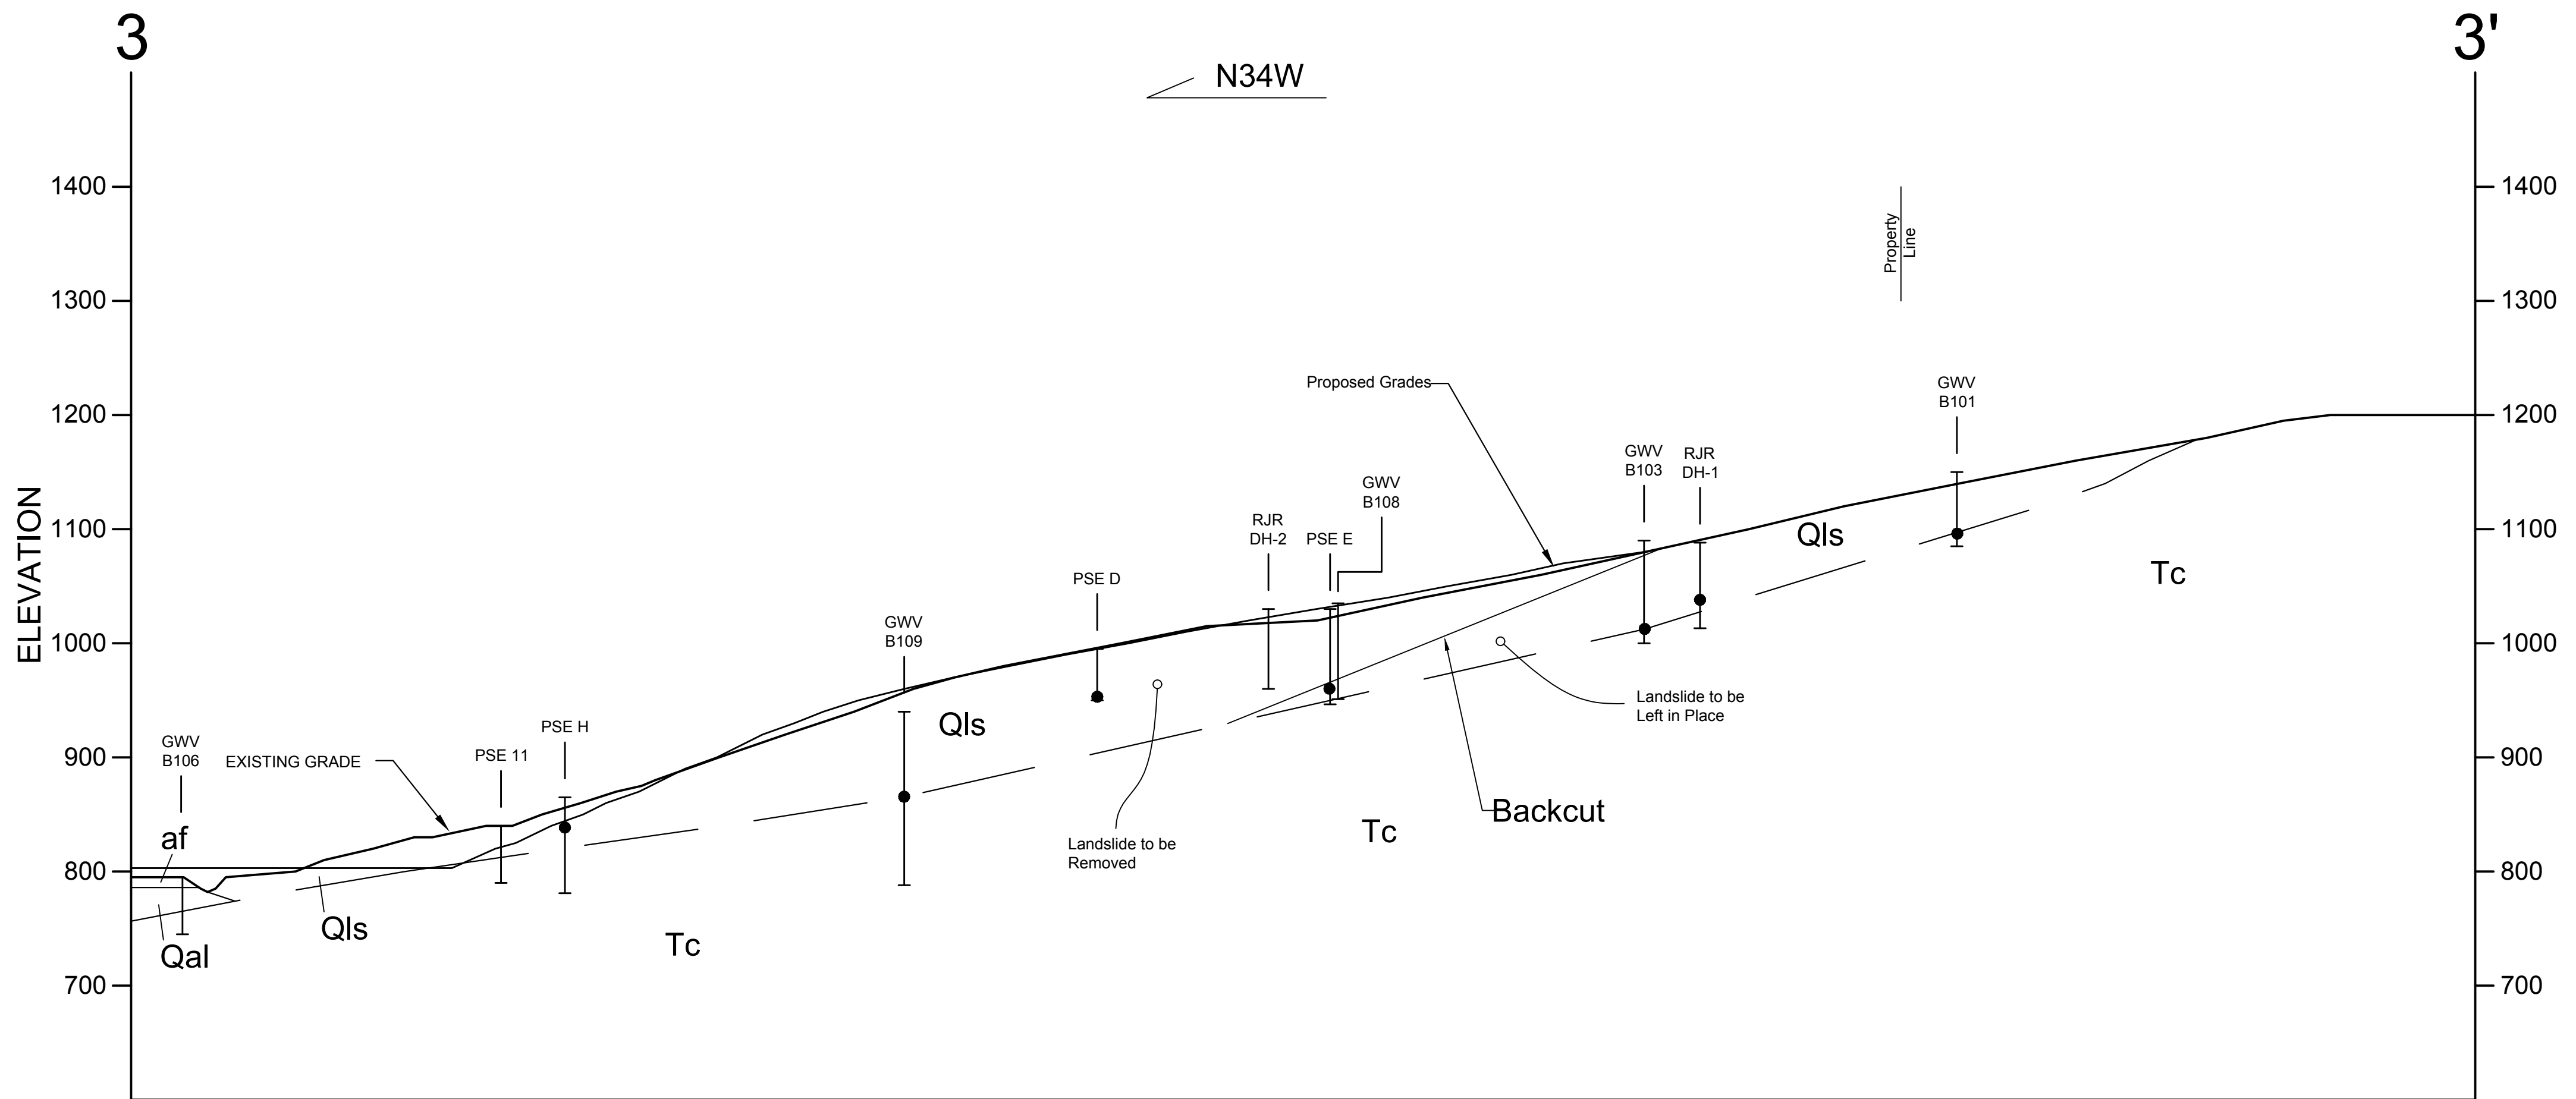 3
3'
N34W
1400
1400
Property
Line
1300
1300
Proposed Grades
GWV
B101
1200
1200
GWV
B103
RJR
DH-1
GWV
B108
RJR
DH-2
PSE E
1100
Qls
1100
ELEVATION
PSE D
Tc
GWV
B109
1000
1000
Landslide to be
Left in Place
PSE H
Qls
GWV
B106
EXISTING GRADE
PSE 11
900
900
Backcut
af
Tc
Landslide to be
Removed
800
800
Qls
Tc
Qal
700
700